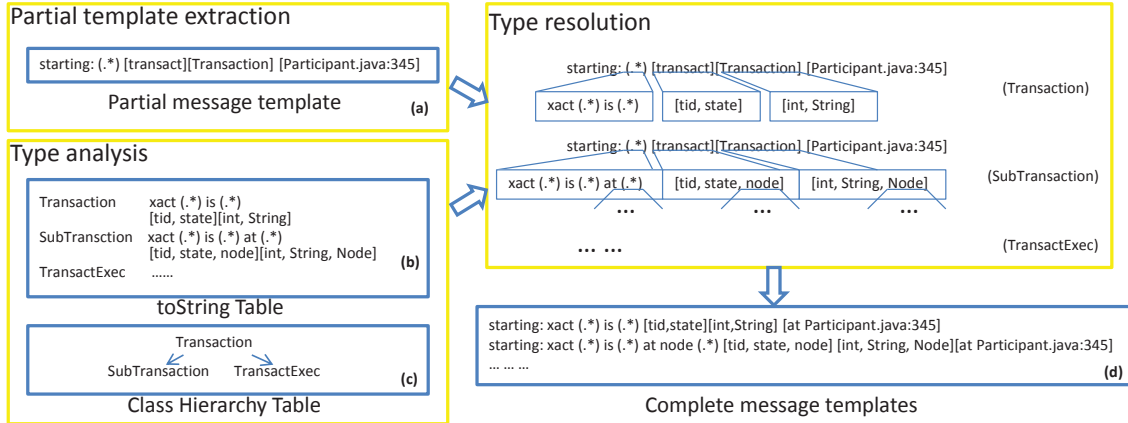 Partial template extraction
starting: (.*) [transact][Transaction] [Participant.java:345]
Partial message template
(a)
Type analysis
Transaction xact (.*) is (.*)
[tid, state][int, String]
SubTransction xact (.*) is (.*) at (.*)
[tid, state, node][int, String, Node]
TransactExec ......
(b)
toString Table
Transaction
SubTransaction TransactExec
(c)
Class Hierarchy Table
Type resolution
starting: (.*) [transact][Transaction] [Participant.java:345]
xact (.*) is (.*) [tid, state] [int, String]
(Transaction)
starting: (.*) [transact][Transaction] [Participant.java:345]
xact (.*) is (.*) at (.*) [tid, state, node] [int, String, Node]
(SubTransaction)
... ... ...
... ... (TransactExec)
starting: xact (.*) is (.*) [tid,state][int,String] [at Participant.java:345]
starting: xact (.*) is (.*) at node (.*) [tid, state, node] [int, String, Node][at Participant.java:345]
... ... ...
(d)
Complete message templates